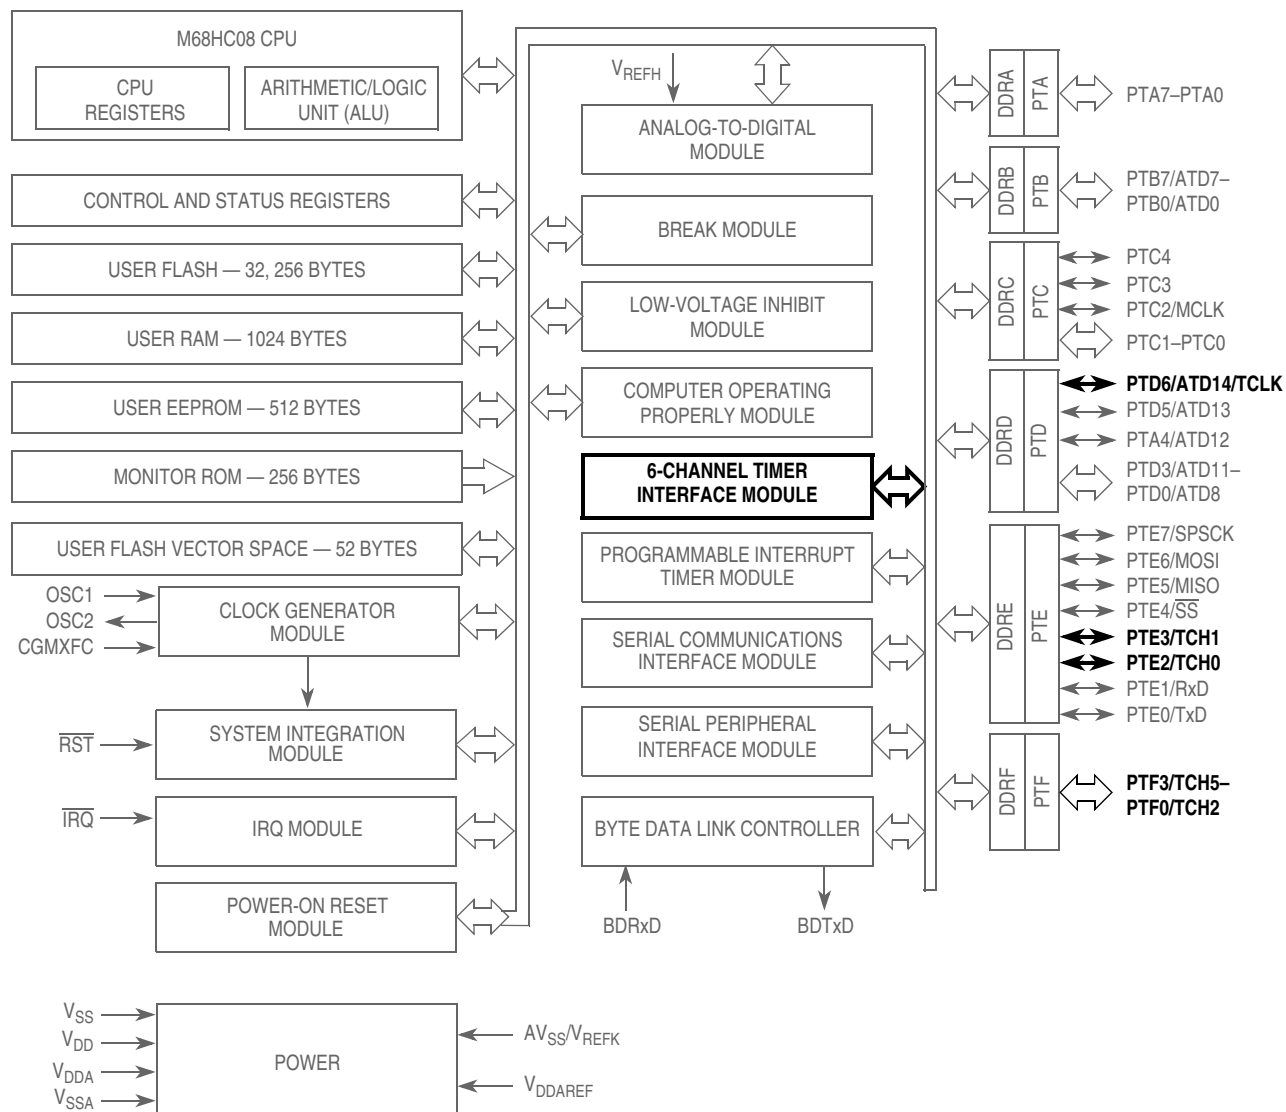 M68HC08 CPU
CPU
REGISTERS
ARITHMETIC/LOGIC
UNIT (ALU)
CONTROL AND STATUS REGISTERS
USER FLASH — 32, 256 BYTES
USER RAM — 1024 BYTES
USER EEPROM — 512 BYTES
MONITOR ROM — 256 BYTES
USER FLASH VECTOR SPACE — 52 BYTES
OSC1
OSC2
CGMXFC
CLOCK GENERATOR
MODULE
RST
SYSTEM INTEGRATION
MODULE
IRQ
IRQ MODULE
POWER-ON RESET
MODULE
VSS
VDD
VDDA
VSSA
POWER
AVSS/VREFK
VDDAREF
VREFH
ANALOG-TO-DIGITAL
MODULE
BREAK MODULE
LOW-VOLTAGE INHIBIT
MODULE
COMPUTER OPERATING
PROPERLY MODULE
6-CHANNEL TIMER
INTERFACE MODULE
PROGRAMMABLE INTERRUPT
TIMER MODULE
SERIAL COMMUNICATIONS
INTERFACE MODULE
SERIAL PERIPHERAL
INTERFACE MODULE
BYTE DATA LINK CONTROLLER
BDRxD
BDTxD
DDRA
PTA
PTA7–PTA0
DDRB
PTB
PTB7/ATD7–
PTB0/ATD0
DDRC
PTC
PTC4
PTC3
PTC2/MCLK
PTC1–PTC0
DDRD
PTD
PTD6/ATD14/TCLK
PTD5/ATD13
PTA4/ATD12
PTD3/ATD11–
PTD0/ATD8
DDRE
PTE
PTE7/SPSCK
PTE6/MOSI
PTE5/MISO
PTE4/SS
PTE3/TCH1
PTE2/TCH0
PTE1/RxD
PTE0/TxD
DDRF
PTF
PTF3/TCH5–
PTF0/TCH2